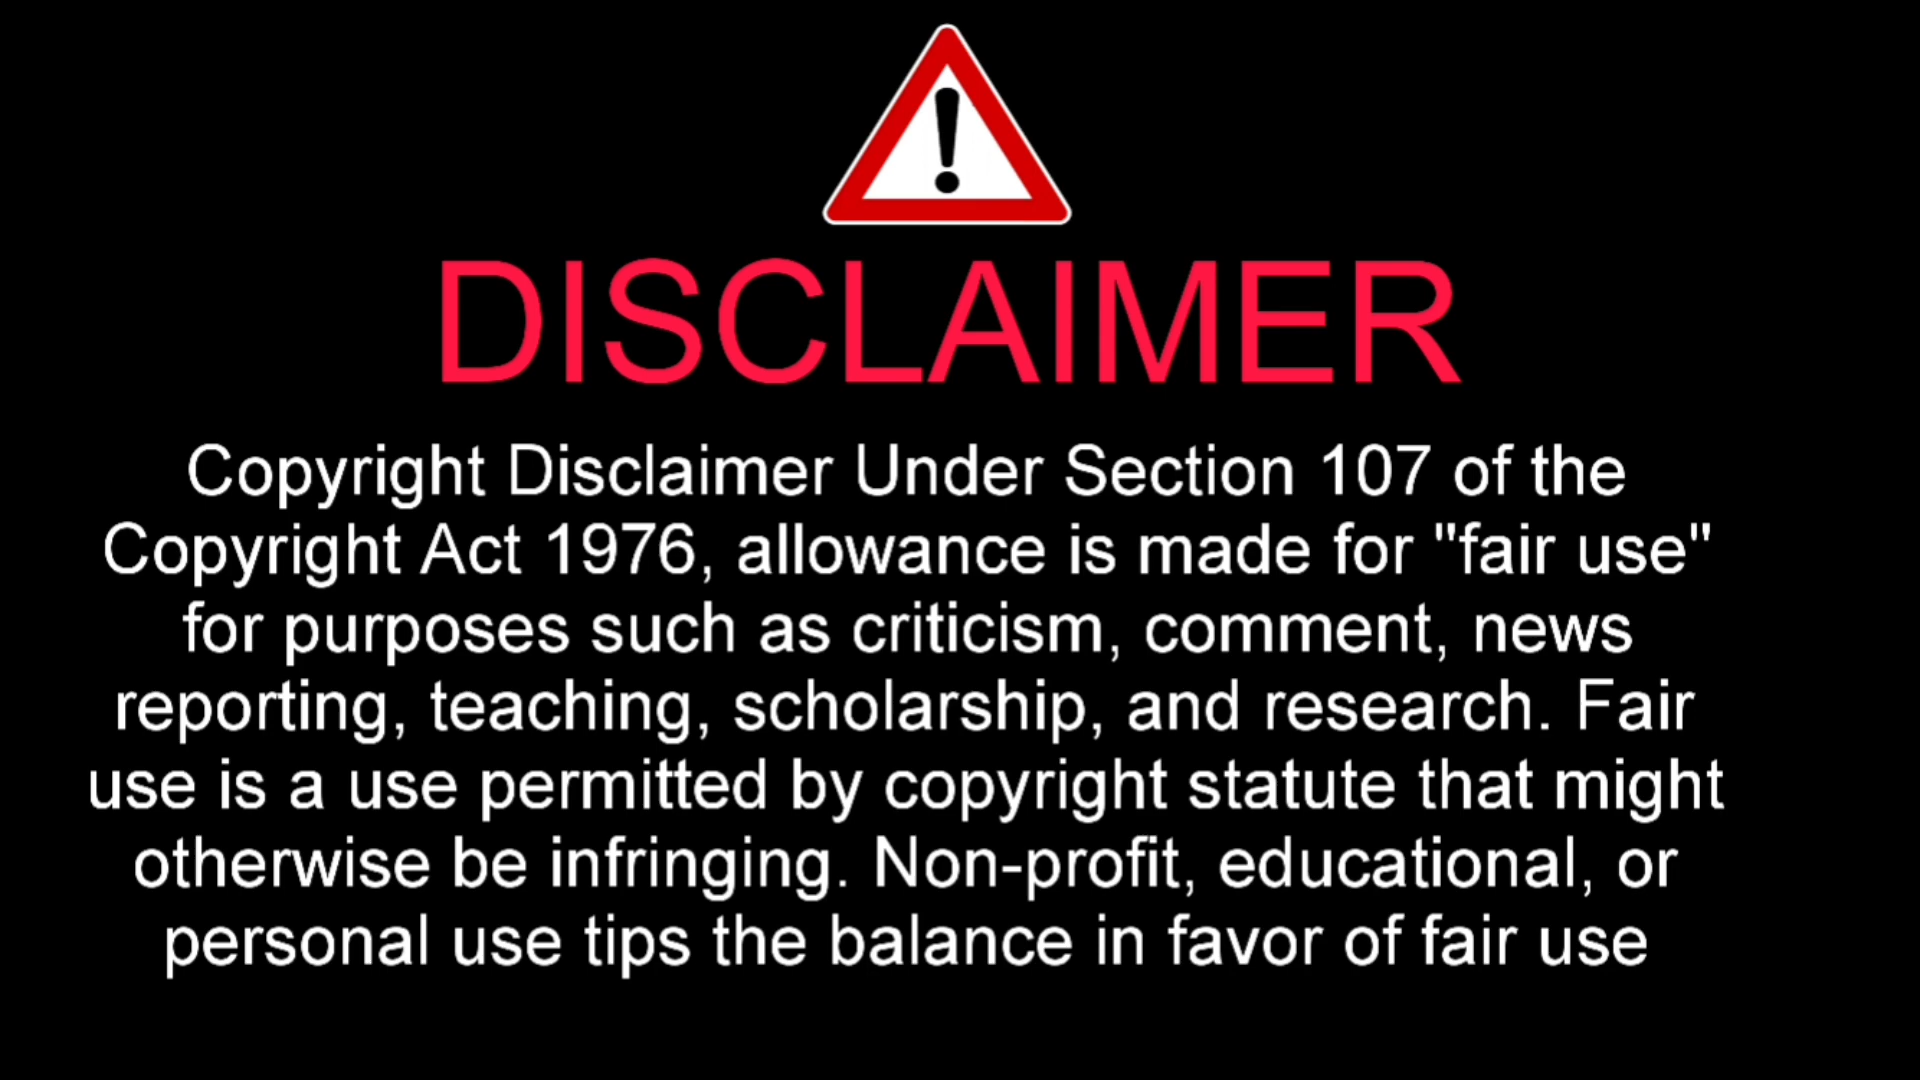 DISCLAIMER
Copyright Disclaimer Under Section 107 of the
Copyright Act 1976, allowance is made for "fair use"
for purposes such as criticism, comment, news
reporting, teaching, scholarship, and research. Fair
use is a use permitted by copyright statute that might
otherwise be infringing. Non-profit, educational, or
personal use tips the balance in favor of fair use